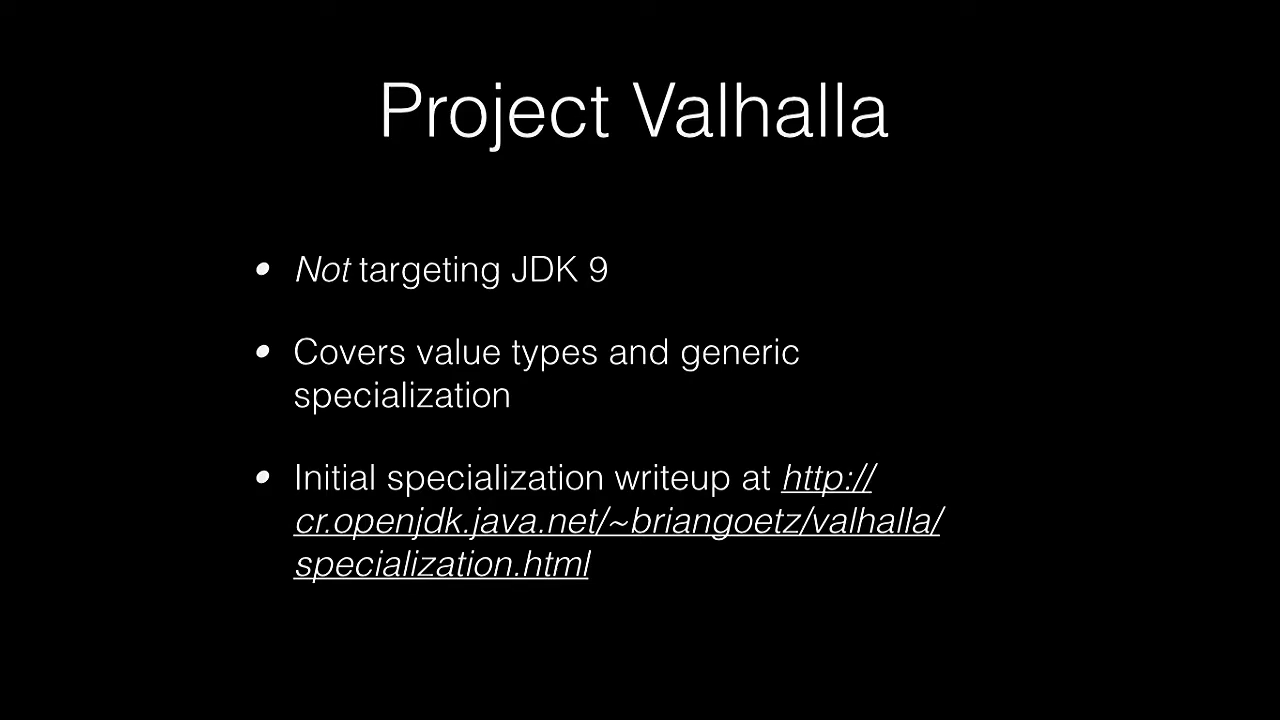 Project Valhalla
• Not targeting JDK 9
• Covers value types and generic
specialization
• Initial specialization writeup at http://
cr.openjdk.java.net/~briangoetz/valhalla/
specialization.html